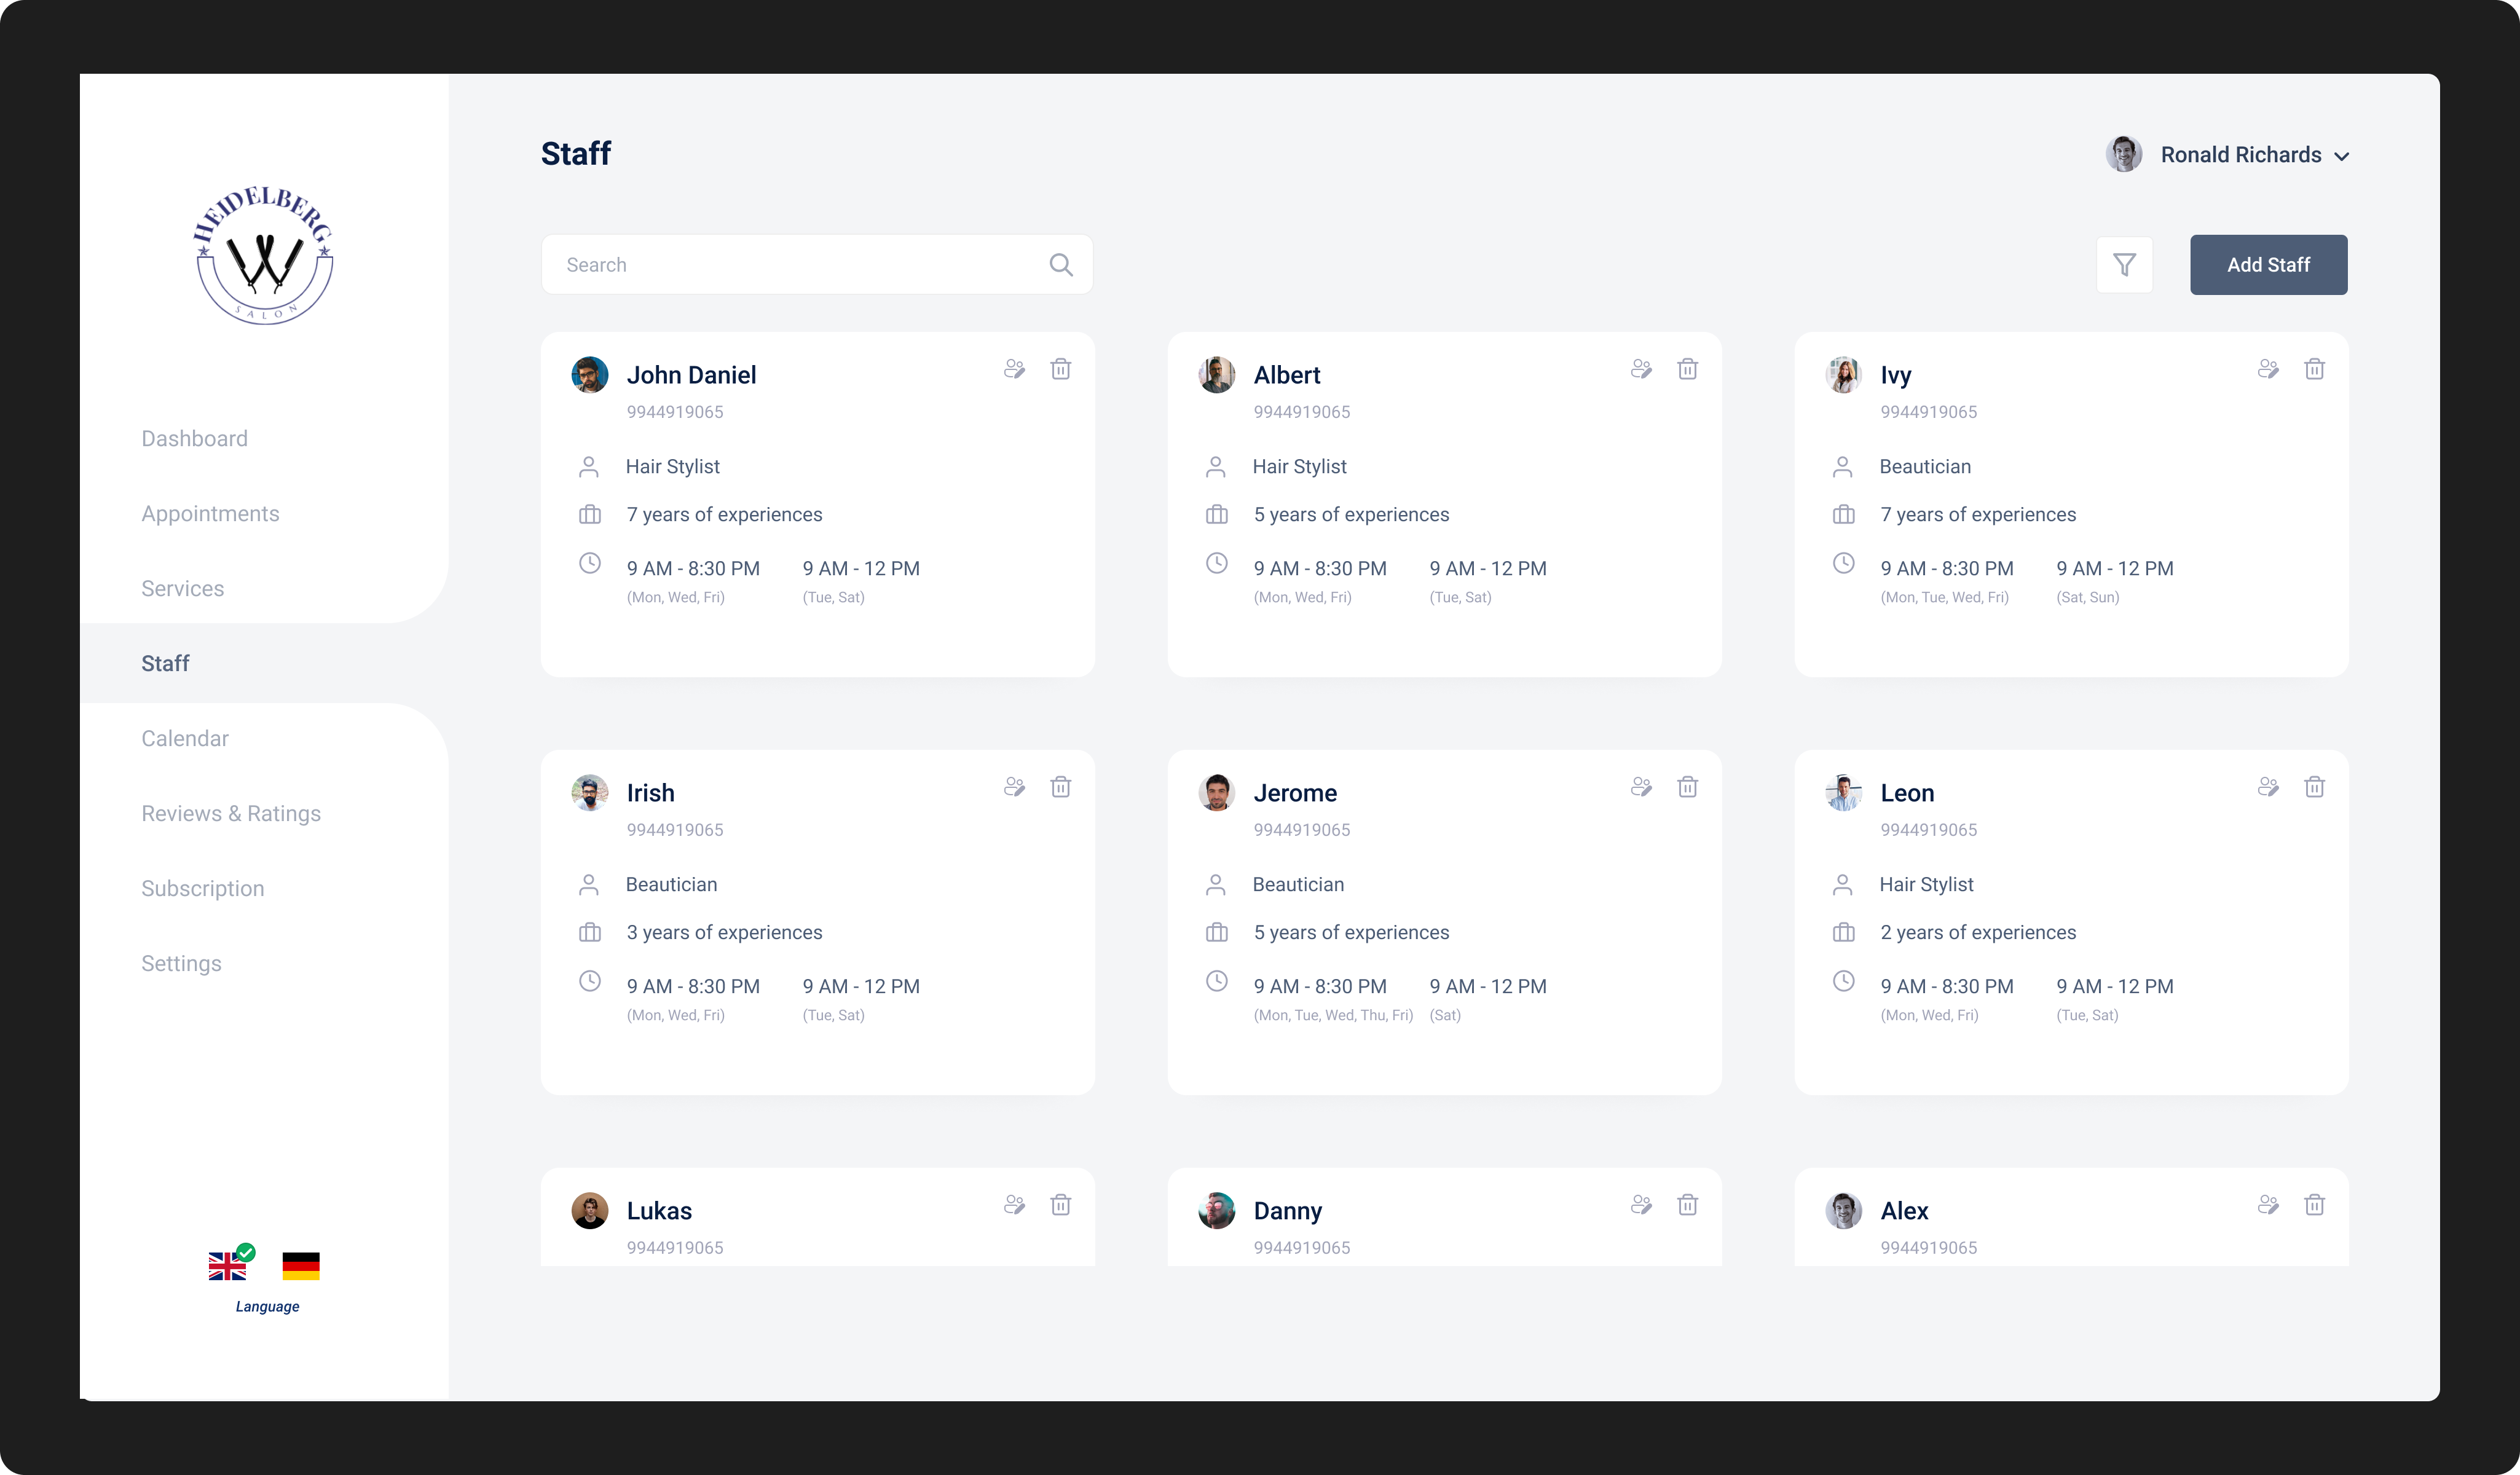 HEIDELBERG
SALON
Dashboard
Appointments
Services
Staff
Calendar
Reviews & Ratings
Subscription
Settings
Language
Staff
Ronald Richards
Search
Add Staff
John Daniel
9944919065
Hair Stylist
7 years of experiences
9 AM - 8:30 PM 9 AM - 12 PM
(Mon, Wed, Fri) (Tue, Sat)
Albert
9944919065
Hair Stylist
5 years of experiences
9 AM - 8:30 PM 9 AM - 12 PM
(Mon, Wed, Fri) (Tue, Sat)
Ivy
9944919065
Beautician
7 years of experiences
9 AM - 8:30 PM 9 AM - 12 PM
(Mon, Tue, Wed, Fri) (Sat, Sun)
Irish
9944919065
Beautician
3 years of experiences
9 AM - 8:30 PM 9 AM - 12 PM
(Mon, Wed, Fri) (Tue, Sat)
Jerome
9944919065
Beautician
5 years of experiences
9 AM - 8:30 PM 9 AM - 12 PM
(Mon, Tue, Wed, Thu, Fri) (Sat)
Leon
9944919065
Hair Stylist
2 years of experiences
9 AM - 8:30 PM 9 AM - 12 PM
(Mon, Wed, Fri) (Tue, Sat)
Lukas
9944919065
Danny
9944919065
Alex
9944919065